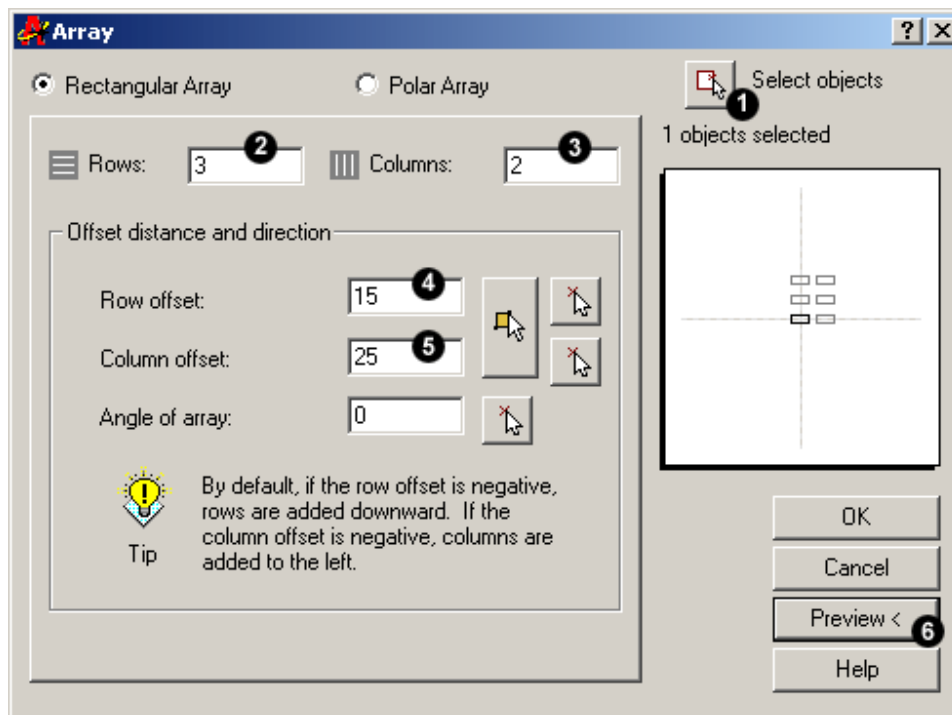 Array
Rectangular Array
Polar Array
Select objects
1
1 objects selected
Rows: 3
2
Columns: 2
3
Offset distance and direction
Row offset: 15
4
Column offset: 25
5
Angle of array: 0
Tip
By default, if the row offset is negative,
rows are added downward. If the
column offset is negative, columns are
added to the left.
OK
Cancel
Preview <
6
Help